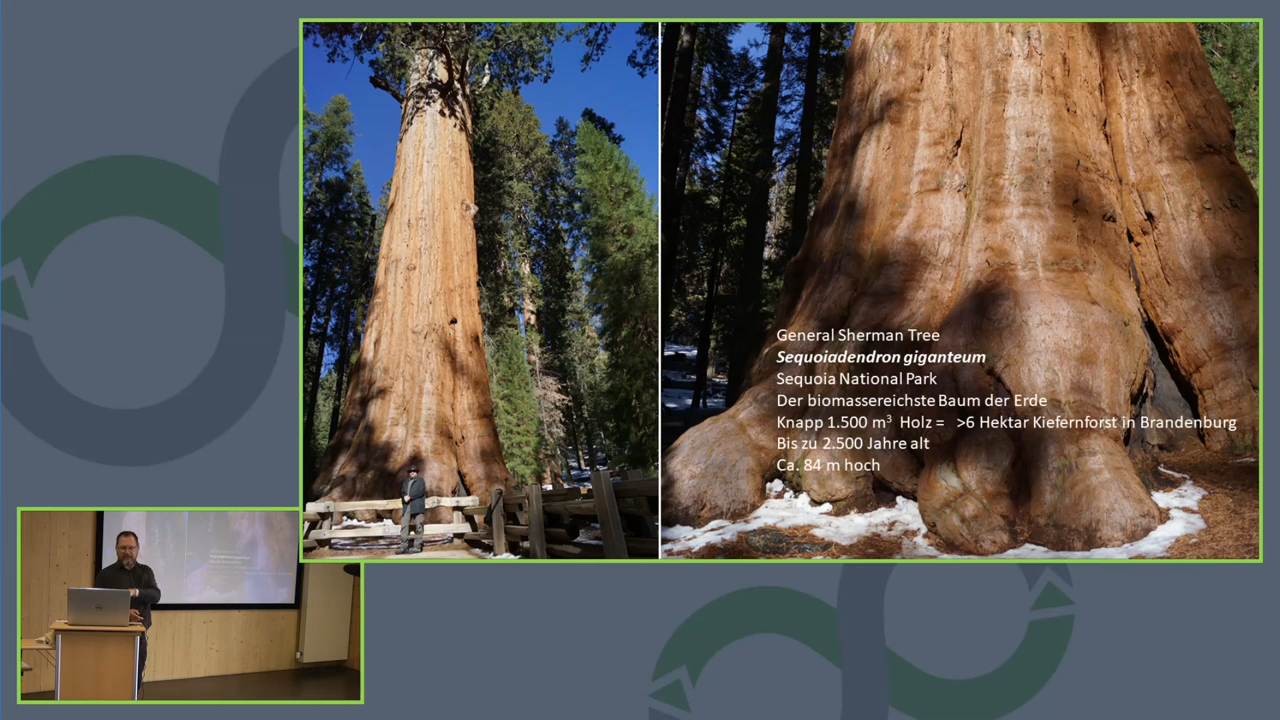 General Sherman Tree
Sequoiadendron giganteum
Sequoia National Park
Der biomassereichste Baum der Erde
Knapp 1.500 m³ Holz = >6 Hektar Kiefernforst in Brandenburg
Bis zu 2.500 Jahre alt
Ca. 84 m hoch